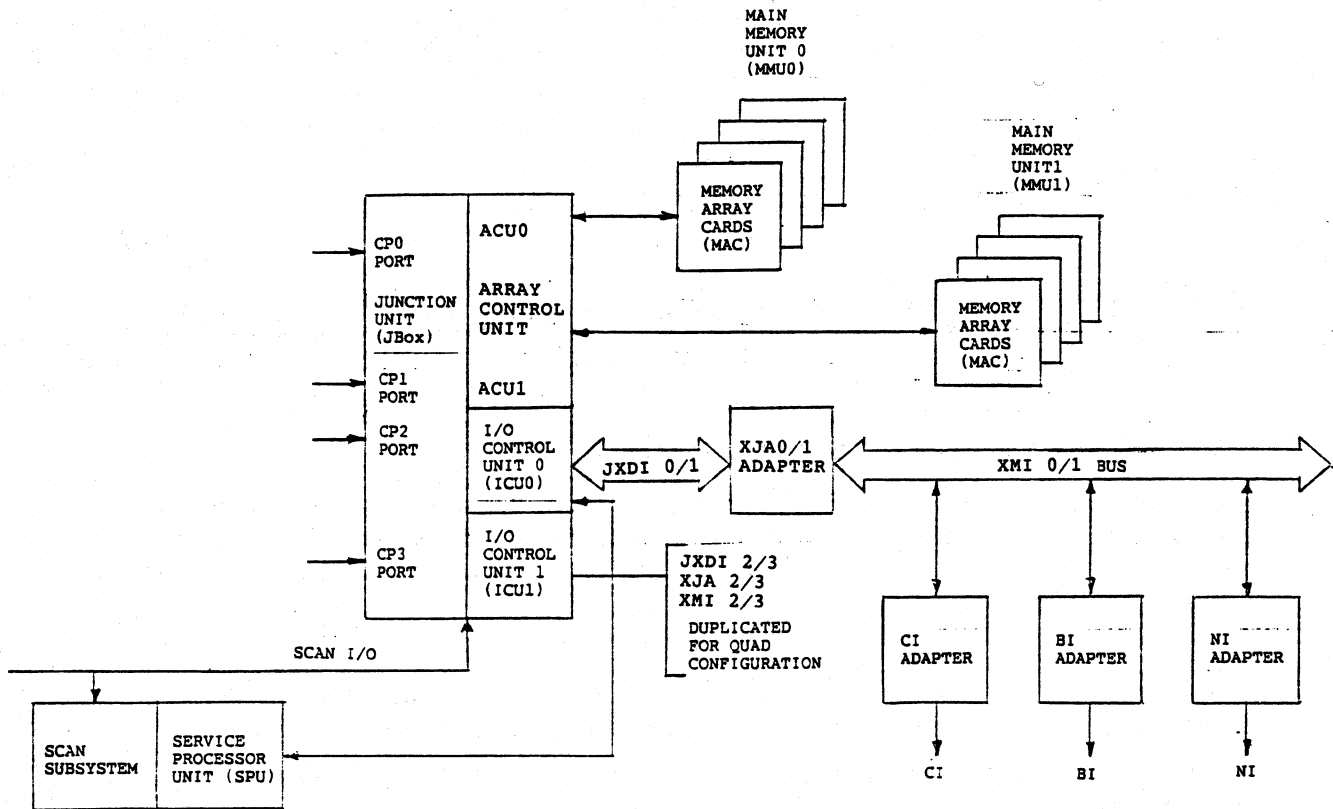 MAIN
MEMORY
UNIT 0
(MMU0)
MAIN
MEMORY
UNIT1
(MMU1)
MEMORY
ARRAY
CARDS
(MAC)
MEMORY
ARRAY
CARDS
(MAC)
CP0
PORT
JUNCTION
UNIT
(JBox)
CP1
PORT
CP2
PORT
CP3
PORT
ACU0
ARRAY
CONTROL
UNIT
ACU1
I/O
CONTROL
UNIT 0
(ICU0)
I/O
CONTROL
UNIT 1
(ICU1)
JXDI 0/1
XJA0/1
ADAPTER
XMI 0/1 BUS
JXDI 2/3
XJA 2/3
XMI 2/3
DUPLICATED
FOR QUAD
CONFIGURATION
CI
ADAPTER
BI
ADAPTER
NI
ADAPTER
CI
BI
NI
SCAN I/O
SCAN
SUBSYSTEM
SERVICE
PROCESSOR
UNIT (SPU)